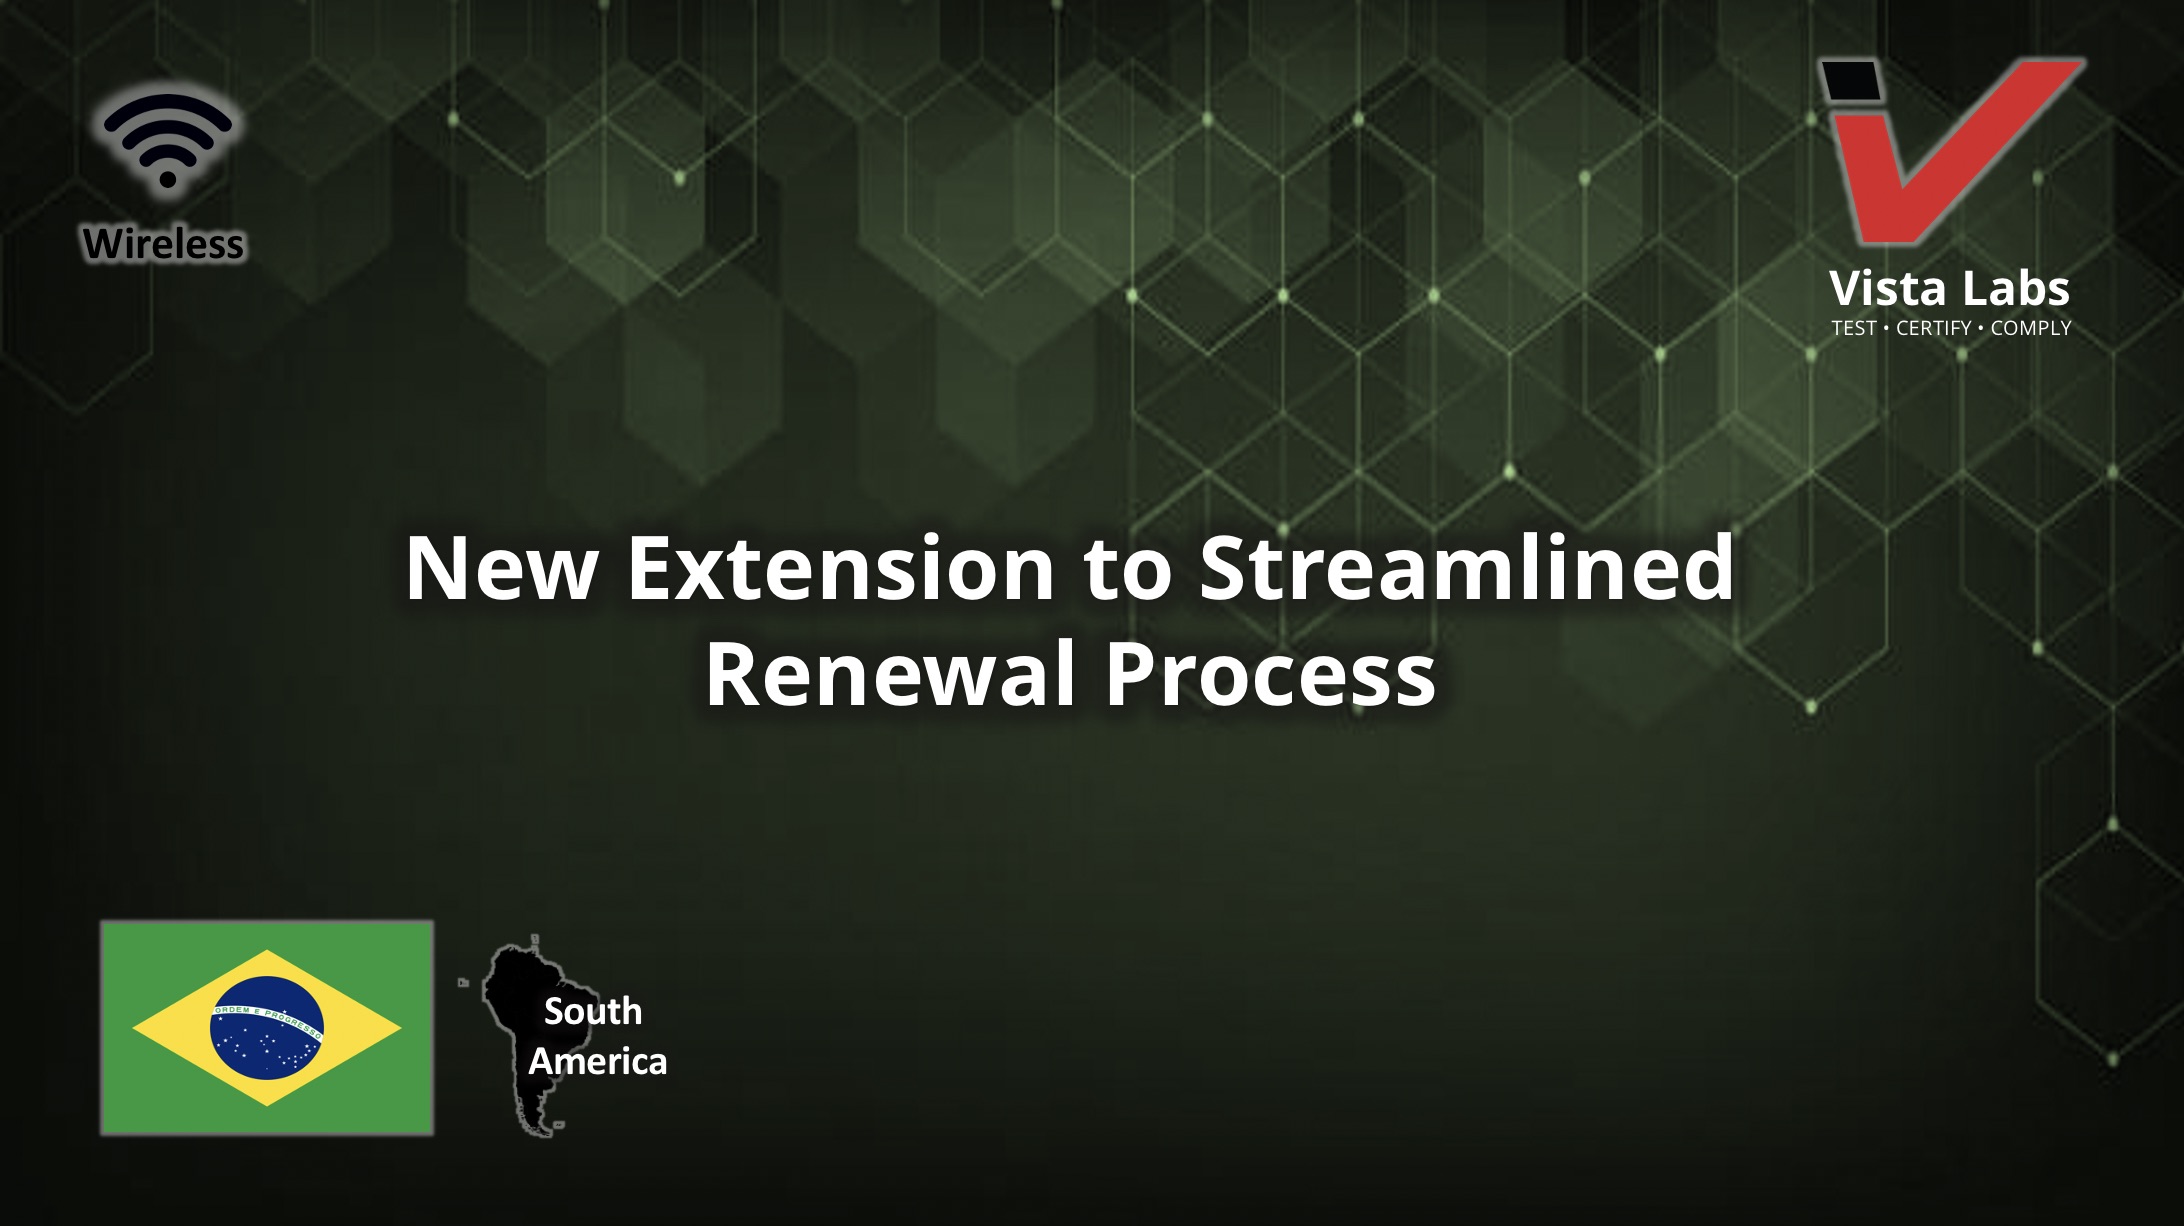 Wireless
Vista Labs
TEST • CERTIFY • COMPLY
New Extension to Streamlined
Renewal Process
ORDEM E PROGRESSO
South
America